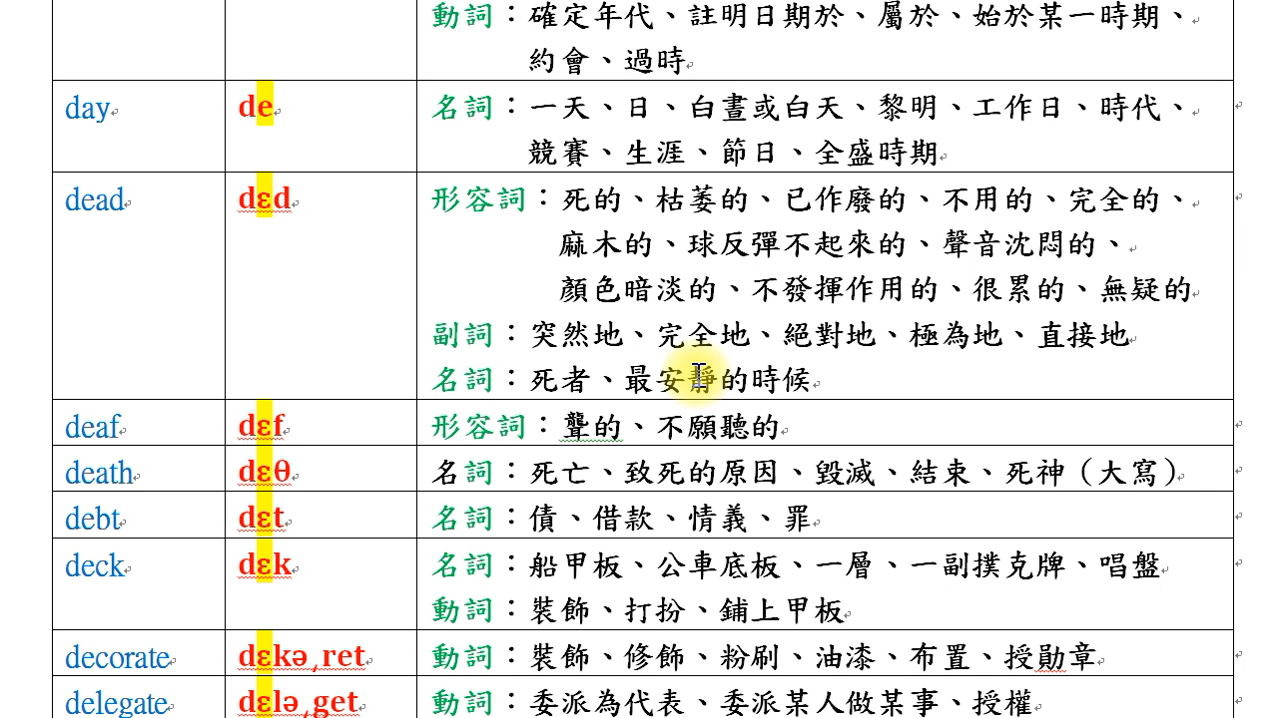 動詞：確定年代、註明日期於、屬於、始於某一時期、
約會、過時
day de 名詞：一天、日、白晝或白天、黎明、工作日、時代、
競賽、生涯、節日、全盛時期
dead dɛd 形容詞：死的、枯萎的、已作廢的、不用的、完全的、
麻木的、球反彈不起來的、聲音沈悶的、
顏色暗淡的、不發揮作用的、很累的、無疑的
副詞：突然地、完全地、絕對地、極為地、直接地
名詞：死者、最安靜的時候
deaf dɛf 形容詞：聾的、不願聽的
death dɛθ 名詞：死亡、致死的原因、毀滅、結束、死神（大寫）
debt dɛt 名詞：債、借款、情義、罪
deck dɛk 名詞：船甲板、公車底板、一層、一副撲克牌、唱盤
動詞：裝飾、打扮、鋪上甲板
decorate dɛkəˌret 動詞：裝飾、修飾、粉刷、油漆、布置、授勛章
delegate dɛləˌget 動詞：委派為代表、委派某人做某事、授權